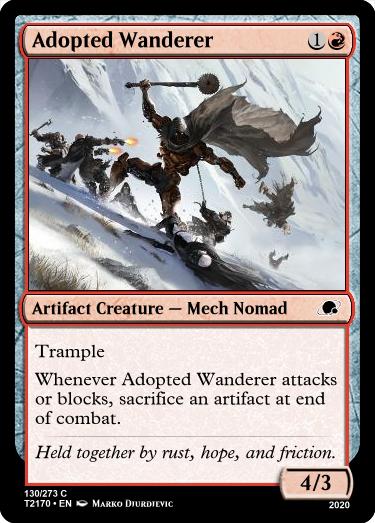 Adopted Wanderer 1
Artifact Creature — Mech Nomad
Trample
Whenever Adopted Wanderer attacks
or blocks, sacrifice an artifact at end
of combat.
Held together by rust, hope, and friction.
4/3
130/273 C
T2170 • EN Marko Djurdjevic
2020